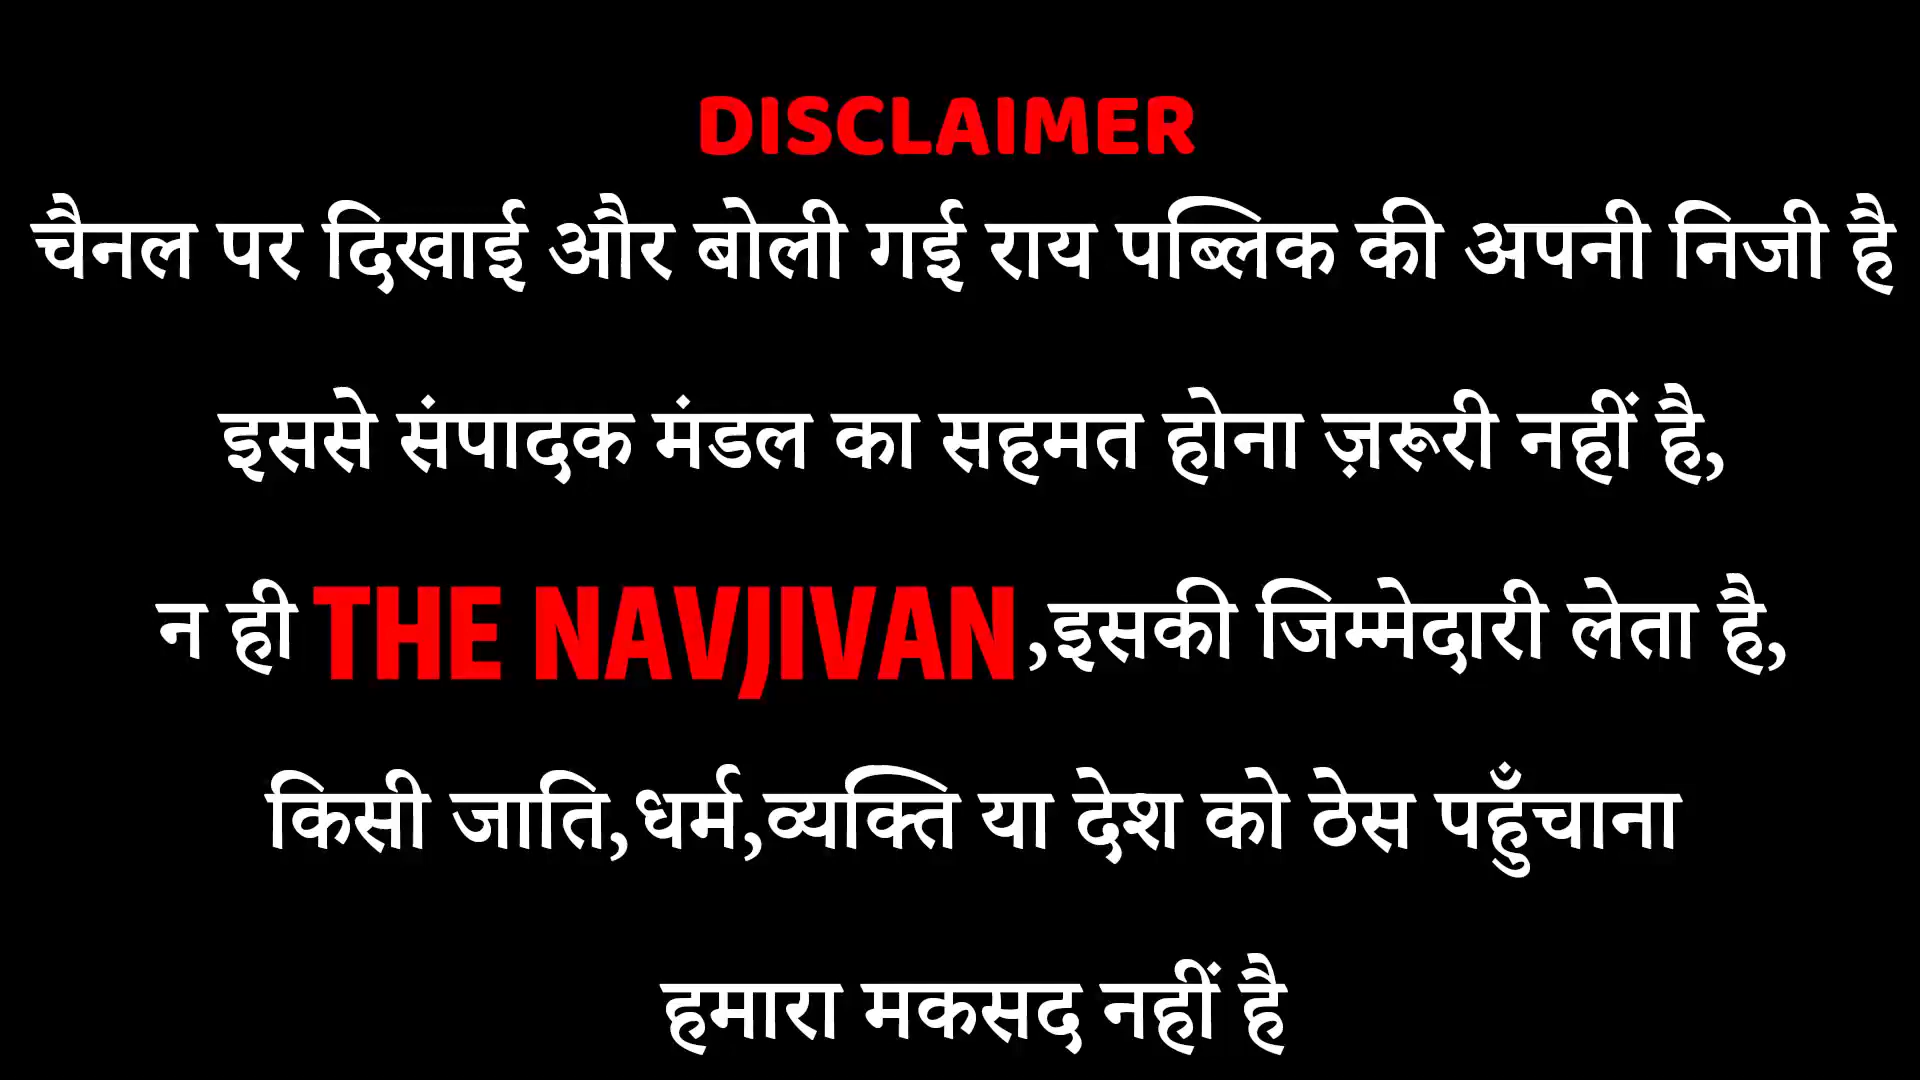 DISCLAIMER
चैनल पर दिखाई और बोली गई राय पब्लिक की अपनी निजी है
इससे संपादक मंडल का सहमत होना ज़रूरी नहीं है,
न ही THE NAVJIVAN ,इसकी जिम्मेदारी लेता है,
किसी जाति,धर्म,व्यक्ति या देश को ठेस पहुँचाना
हमारा मकसद नहीं है